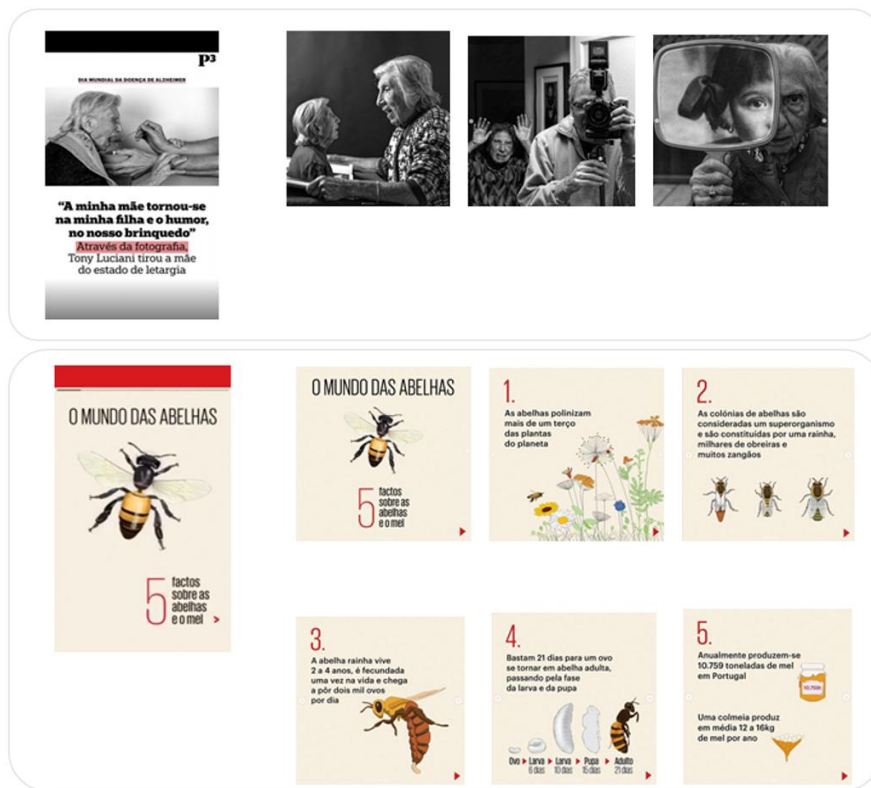 P3
DIA MUNDIAL DA DOENÇA DE ALZHEIMER
“A minha mãe tornou-se
na minha filha e o humor,
no nosso brinquedo”
Através da fotografia,
Tony Luciani tirou a mãe
do estado de letargia
O MUNDO DAS ABELHAS
5 factos
sobre as
abelhas
e o mel
O MUNDO DAS ABELHAS
5 factos
sobre as
abelhas
e o mel
1.
As abelhas polinizam
mais de um terço
das plantas
do planeta
2.
As colónias de abelhas são
consideradas um superorganismo
e são constituídas por uma rainha,
milhares de obreiras e
muitos zangãos
3.
A abelha rainha vive
2 a 4 anos, é fecundada
uma vez na vida e chega
a pôr dois mil ovos
por dia
4.
Bastam 21 dias para um ovo
se tornar em abelha adulta,
passando pela fase
da larva e da pupa
Ovo Larva Larva Pupa Adulto
6 dias 10 dias 15 dias 21 dias
5.
Anualmente produzem-se
10.759 toneladas de mel
em Portugal
10.759t
Uma colmeia produz
em média 12 a 16kg
de mel por ano